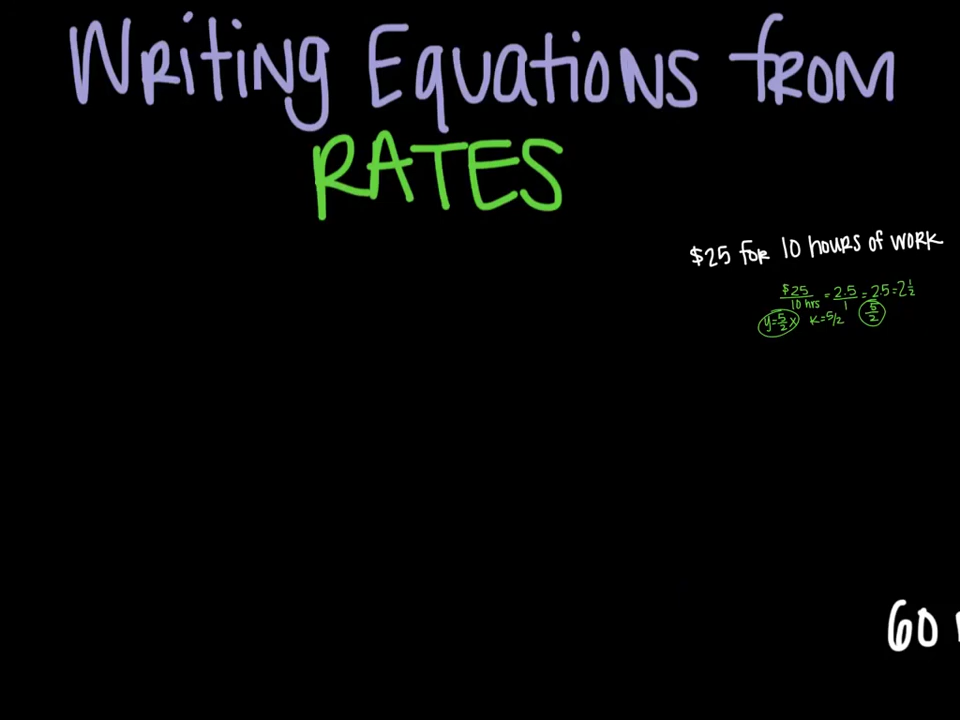 Writing Equations from
RATES
$25 for 10 hours of work
$25/10 hrs = 2.5/1 = 2.5 = 2 1/2
y=5/2x K=5/2 5/2
60